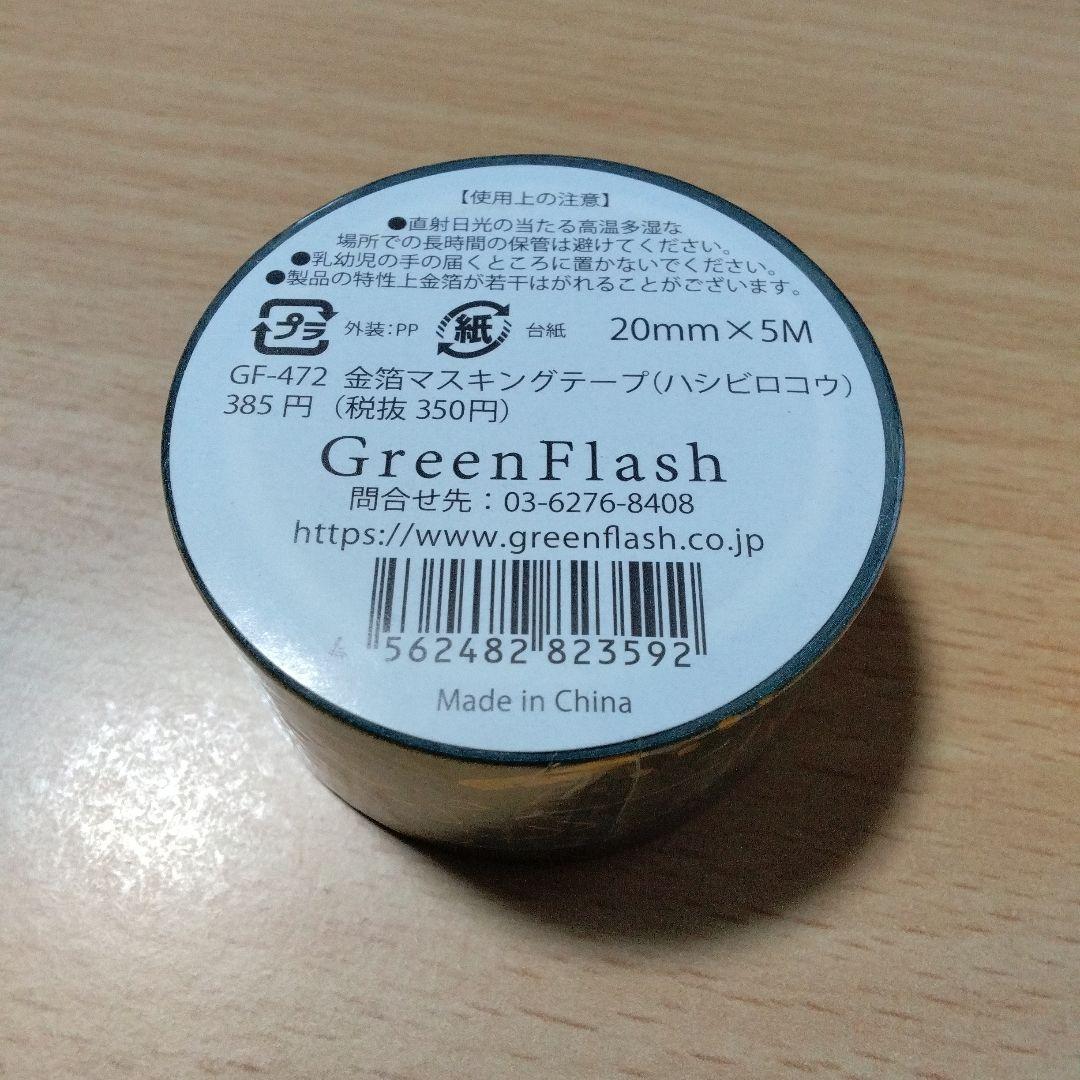 【使用上の注意】
●直射日光の当たる高温多湿な
場所での長時間の保管は避けてください。
●乳幼児の手の届くところに置かないでください。
●製品の特性上金箔が若干はがれることがございます。
プラ 外装:PP 紙 台紙 20mm×5M
GF-472 金箔マスキングテープ(ハシビロコウ)
385円 (税抜 350円)
GreenFlash
問合せ先:03-6276-8408
https://www.greenflash.co.jp
4 562482 823592
Made in China